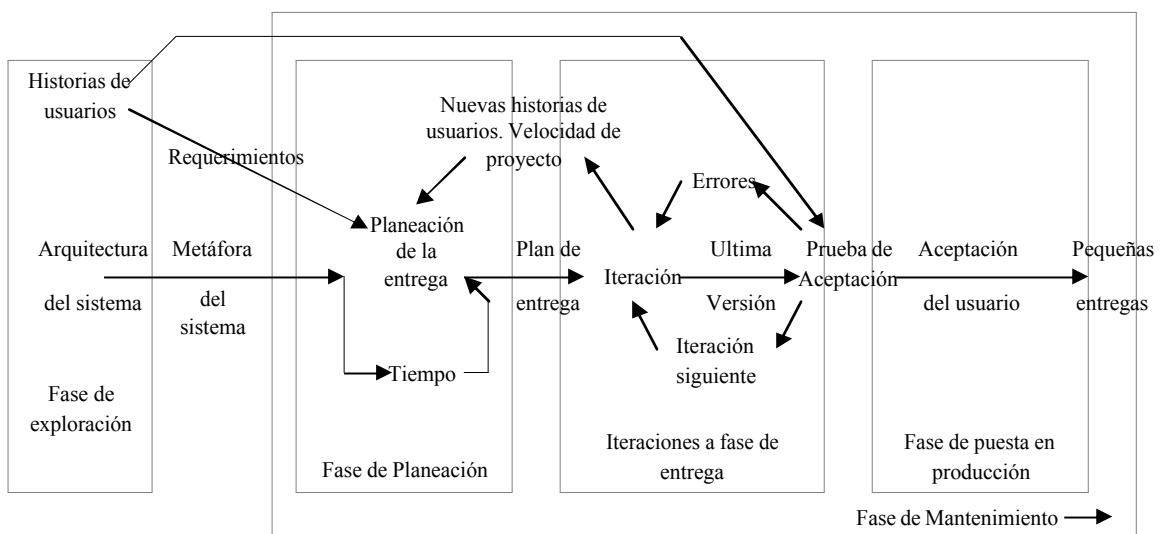 Historias de
usuarios
Requerimientos
Arquitectura
del sistema
Metáfora
del
sistema
Fase de
exploración
Nuevas historias de
usuarios. Velocidad de
proyecto
Planeación
de la
entrega
Tiempo
Fase de Planeación
Plan de
entrega
Errores
Iteración
Ultima
Versión
Prueba de
Aceptación
Iteración
siguiente
Iteraciones a fase de
entrega
Aceptación
del usuario
Pequeñas
entregas
Fase de puesta en
producción
Fase de Mantenimiento